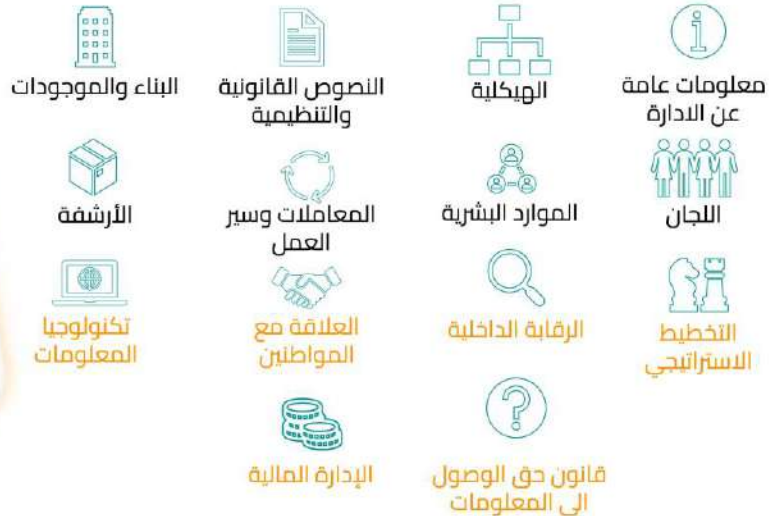 معلومات عامة
عن الادارة
الهيكلية
النصوص القانونية
والتنظيمية
البناء والموجودات
اللجان
الموارد البشرية
المعاملات وسير
العمل
الأرشفة
التخطيط
الاستراتيجي
الرقابة الداخلية
العلاقة مع
المواطنين
تكنولوجيا
المعلومات
قانون حق الوصول
الى المعلومات
الإدارة المالية